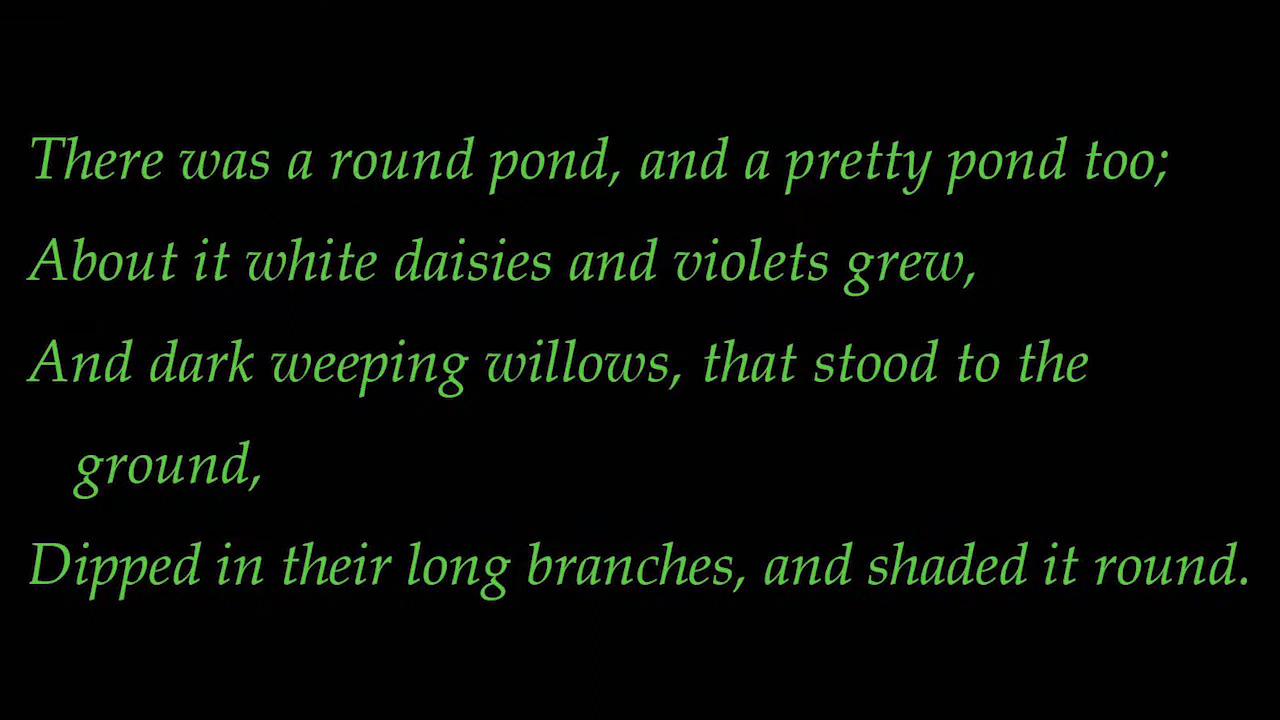 There was a round pond, and a pretty pond too;
About it white daisies and violets grew,
And dark weeping willows, that stood to the
ground,
Dipped in their long branches, and shaded it round.